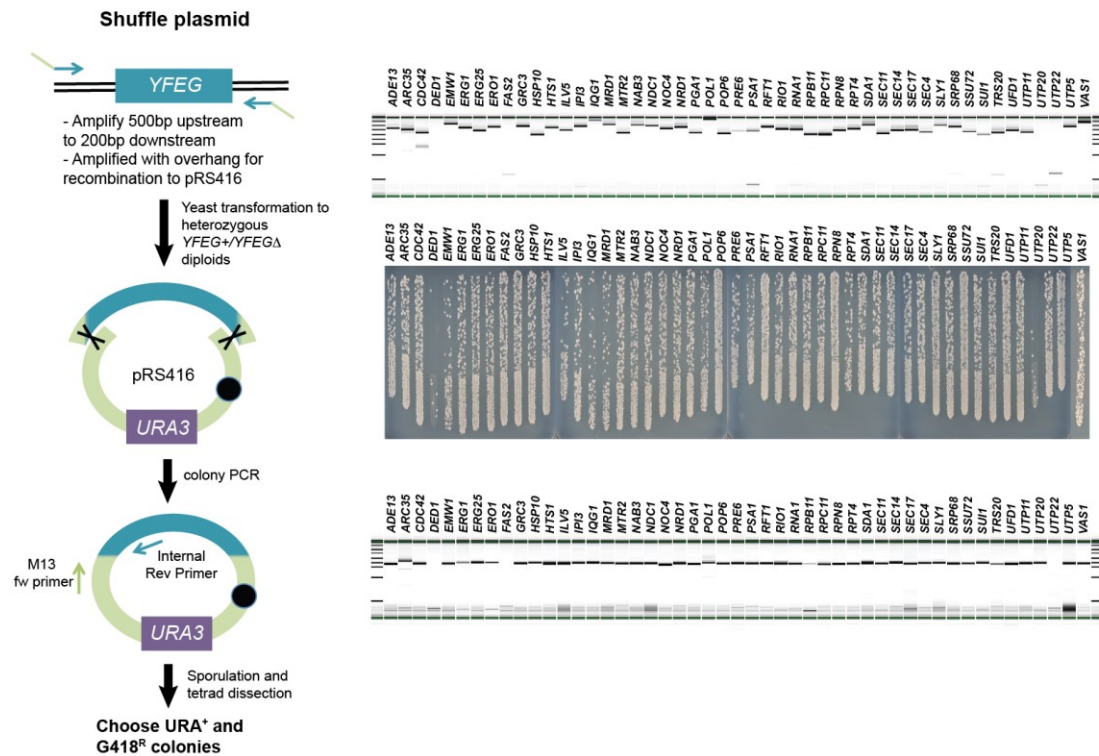 Shuffle plasmid
YFEG
- Amplify 500bp upstream
to 200bp downstream
- Amplified with overhang for
recombination to pRS416
Yeast transformation to
heterozygous
YFEG+/YFEGΔ
diploids
pRS416
URA3
colony PCR
M13
fw primer
Internal
Rev Primer
URA3
Sporulation and
tetrad dissection
Choose URA⁺ and
G418ᴿ colonies
ADE13 ARC35 CDC42 DED1 EMW1 ERG1 ERG25 ERO1 FAS2 GRC3 HSP10 HTS1 ILV5 IPI3 IQG1 MRD1 MTR2 NAB3 NDC1 NOC4 NRD1 PGA1 POL1 POP6 PRE6 PSA1 RFT1 RIO1 RNA1 RPB11 RPC11 RPN8 RPT4 SDA1 SEC11 SEC14 SEC17 SEC4 SLY1 SRP68 SSU72 SUI1 TRS20 UFD1 UTP11 UTP20 UTP22 UTP5 VAS1
ADE13 ARC35 CDC42 DED1 EMW1 ERG1 ERG25 ERO1 FAS2 GRC3 HSP10 HTS1 ILV5 IPI3 IQG1 MRD1 MTR2 NAB3 NDC1 NOC4 NRD1 PGA1 POL1 POP6 PRE6 PSA1 RFT1 RIO1 RNA1 RPB11 RPC11 RPN8 RPT4 SDA1 SEC11 SEC14 SEC17 SEC4 SLY1 SRP68 SSU72 SUI1 TRS20 UFD1 UTP11 UTP20 UTP22 UTP5 VAS1
ADE13 ARC35 CDC42 DED1 EMW1 ERG1 ERG25 ERO1 FAS2 GRC3 HSP10 HTS1 ILV5 IPI3 IQG1 MRD1 MTR2 NAB3 NDC1 NOC4 NRD1 PGA1 POL1 POP6 PRE6 PSA1 RFT1 RIO1 RNA1 RPB11 RPC11 RPN8 RPT4 SDA1 SEC11 SEC14 SEC17 SEC4 SLY1 SRP68 SSU72 SUI1 TRS20 UFD1 UTP11 UTP20 UTP22 UTP5 VAS1